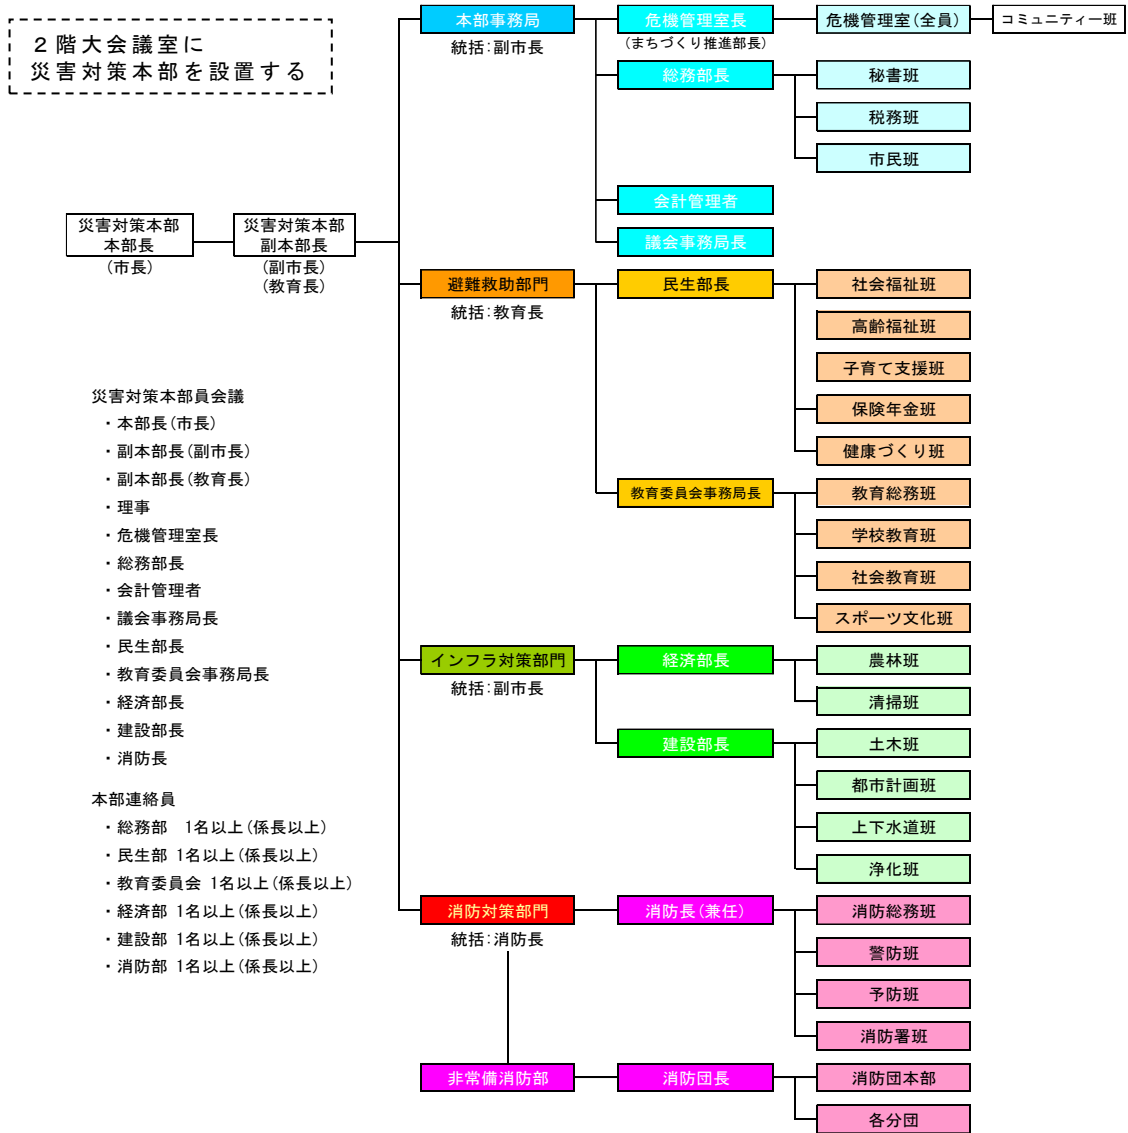 ２階大会議室に
災害対策本部を設置する
災害対策本部
本部長
(市長)
災害対策本部
副本部長
(副市長)
(教育長)
本部事務局
統括：副市長
危機管理室長
(まちづくり推進部長)
危機管理室(全員)
コミュニティー班
総務部長
秘書班
税務班
市民班
会計管理者
議会事務局長
避難救助部門
統括：教育長
民生部長
社会福祉班
高齢福祉班
子育て支援班
保険年金班
健康づくり班
教育委員会事務局長
教育総務班
学校教育班
社会教育班
スポーツ文化班
インフラ対策部門
統括：副市長
経済部長
農林班
清掃班
建設部長
土木班
都市計画班
上下水道班
浄化班
消防対策部門
統括：消防長
消防長(兼任)
消防総務班
警防班
予防班
消防署班
非常備消防部
消防団長
消防団本部
各分団
災害対策本部員会議
・本部長(市長)
・副本部長(副市長)
・副本部長(教育長)
・理事
・危機管理室長
・総務部長
・会計管理者
・議会事務局長
・民生部長
・教育委員会事務局長
・経済部長
・建設部長
・消防長
本部連絡員
・総務部　1名以上(係長以上)
・民生部 1名以上(係長以上)
・教育委員会 1名以上(係長以上)
・経済部 1名以上(係長以上)
・建設部 1名以上(係長以上)
・消防部 1名以上(係長以上)